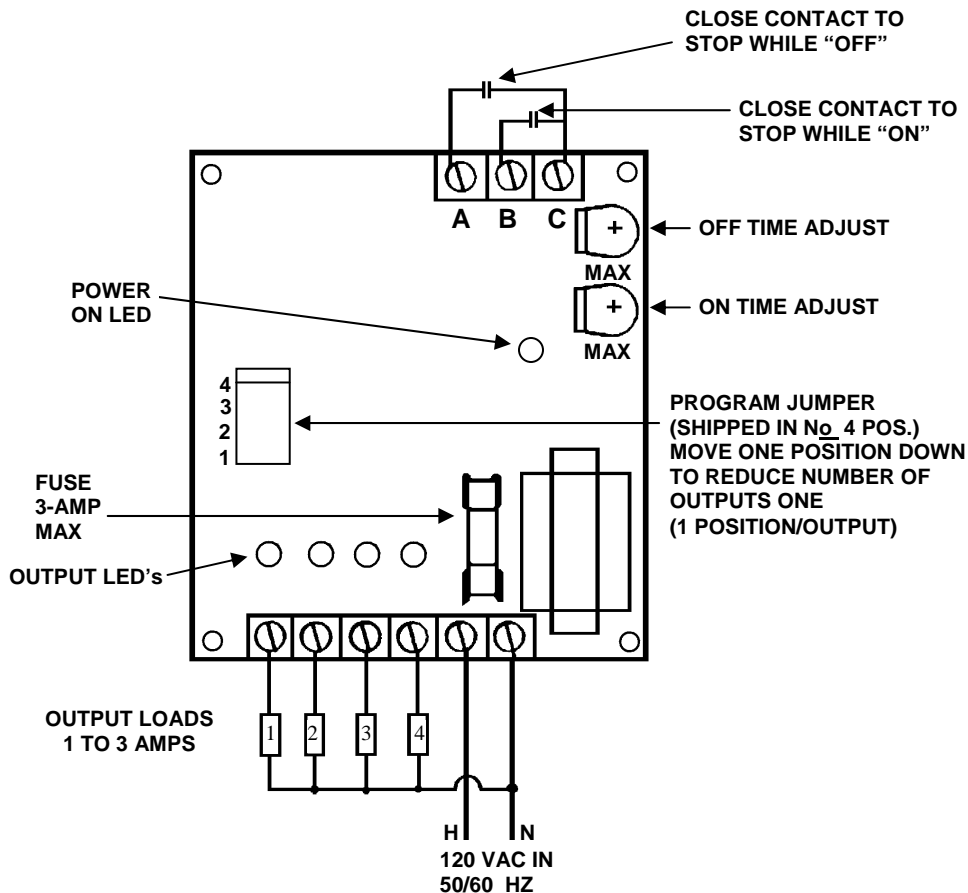 CLOSE CONTACT TO
STOP WHILE “OFF”
CLOSE CONTACT TO
STOP WHILE “ON”
A B C
OFF TIME ADJUST
MAX
POWER
ON LED
ON TIME ADJUST
MAX
4
3
2
1
PROGRAM JUMPER
(SHIPPED IN No 4 POS.)
MOVE ONE POSITION DOWN
TO REDUCE NUMBER OF
OUTPUTS ONE
(1 POSITION/OUTPUT)
FUSE
3-AMP
MAX
OUTPUT LED’s
OUTPUT LOADS
1 TO 3 AMPS
1 2 3 4
H N
120 VAC IN
50/60 HZ